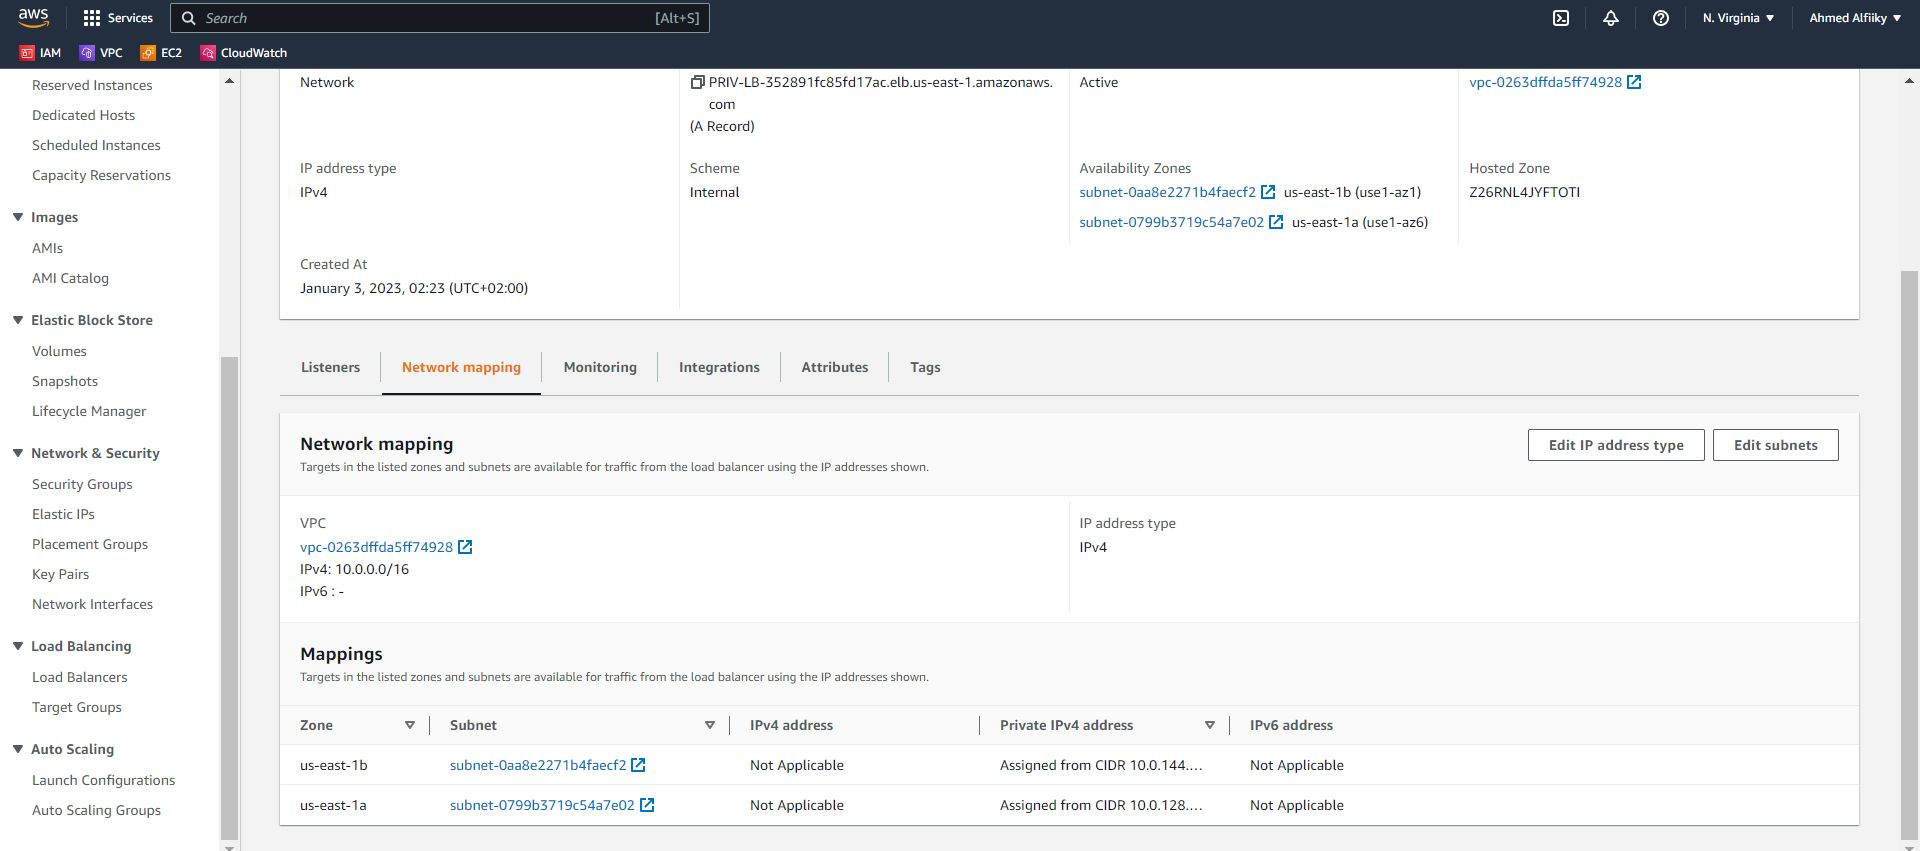 aws
Services
Search
[Alt+S]
N. Virginia
Ahmed Alfiiky
IAM
VPC
EC2
CloudWatch
Reserved Instances
Dedicated Hosts
Scheduled Instances
Capacity Reservations
Images
AMIs
AMI Catalog
Elastic Block Store
Volumes
Snapshots
Lifecycle Manager
Network & Security
Security Groups
Elastic IPs
Placement Groups
Key Pairs
Network Interfaces
Load Balancing
Load Balancers
Target Groups
Auto Scaling
Launch Configurations
Auto Scaling Groups
Network
PRIV-LB-352891fc85fd17ac.elb.us-east-1.amazonaws.
com
(A Record)
Active
vpc-0263dffda5ff74928
IP address type
IPv4
Scheme
Internal
Availability Zones
subnet-0aa8e2271b4faecf2 us-east-1b (use1-az1)
subnet-0799b3719c54a7e02 us-east-1a (use1-az6)
Hosted Zone
Z26RNL4JYFTOTI
Created At
January 3, 2023, 02:23 (UTC+02:00)
Listeners
Network mapping
Monitoring
Integrations
Attributes
Tags
Network mapping
Targets in the listed zones and subnets are available for traffic from the load balancer using the IP addresses shown.
Edit IP address type
Edit subnets
VPC
vpc-0263dffda5ff74928
IPv4: 10.0.0.0/16
IPv6 : -
IP address type
IPv4
Mappings
Targets in the listed zones and subnets are available for traffic from the load balancer using the IP addresses shown.
Zone Subnet IPv4 address Private IPv4 address IPv6 address
us-east-1b subnet-0aa8e2271b4faecf2 Not Applicable Assigned from CIDR 10.0.144.... Not Applicable
us-east-1a subnet-0799b3719c54a7e02 Not Applicable Assigned from CIDR 10.0.128.... Not Applicable